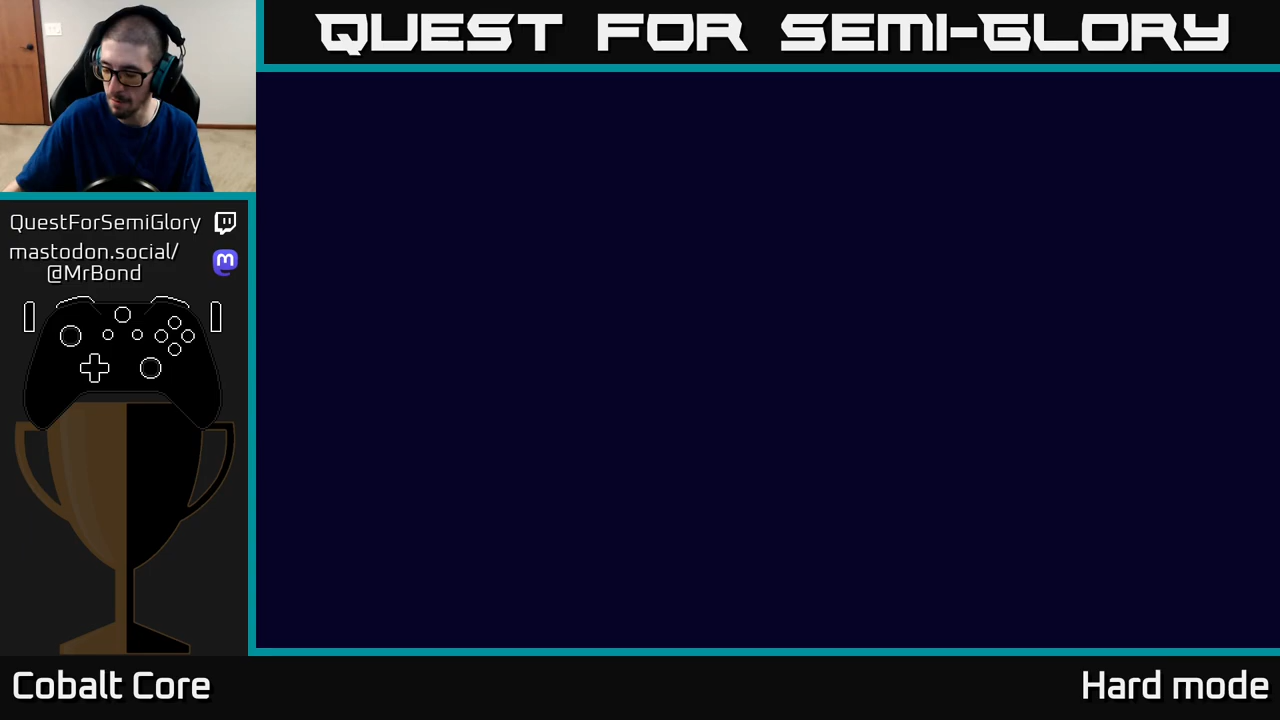 QUEST FOR SEMI-GLORY
QuestForSemiGlory
mastodon.social/
@MrBond
Cobalt Core
Hard mode